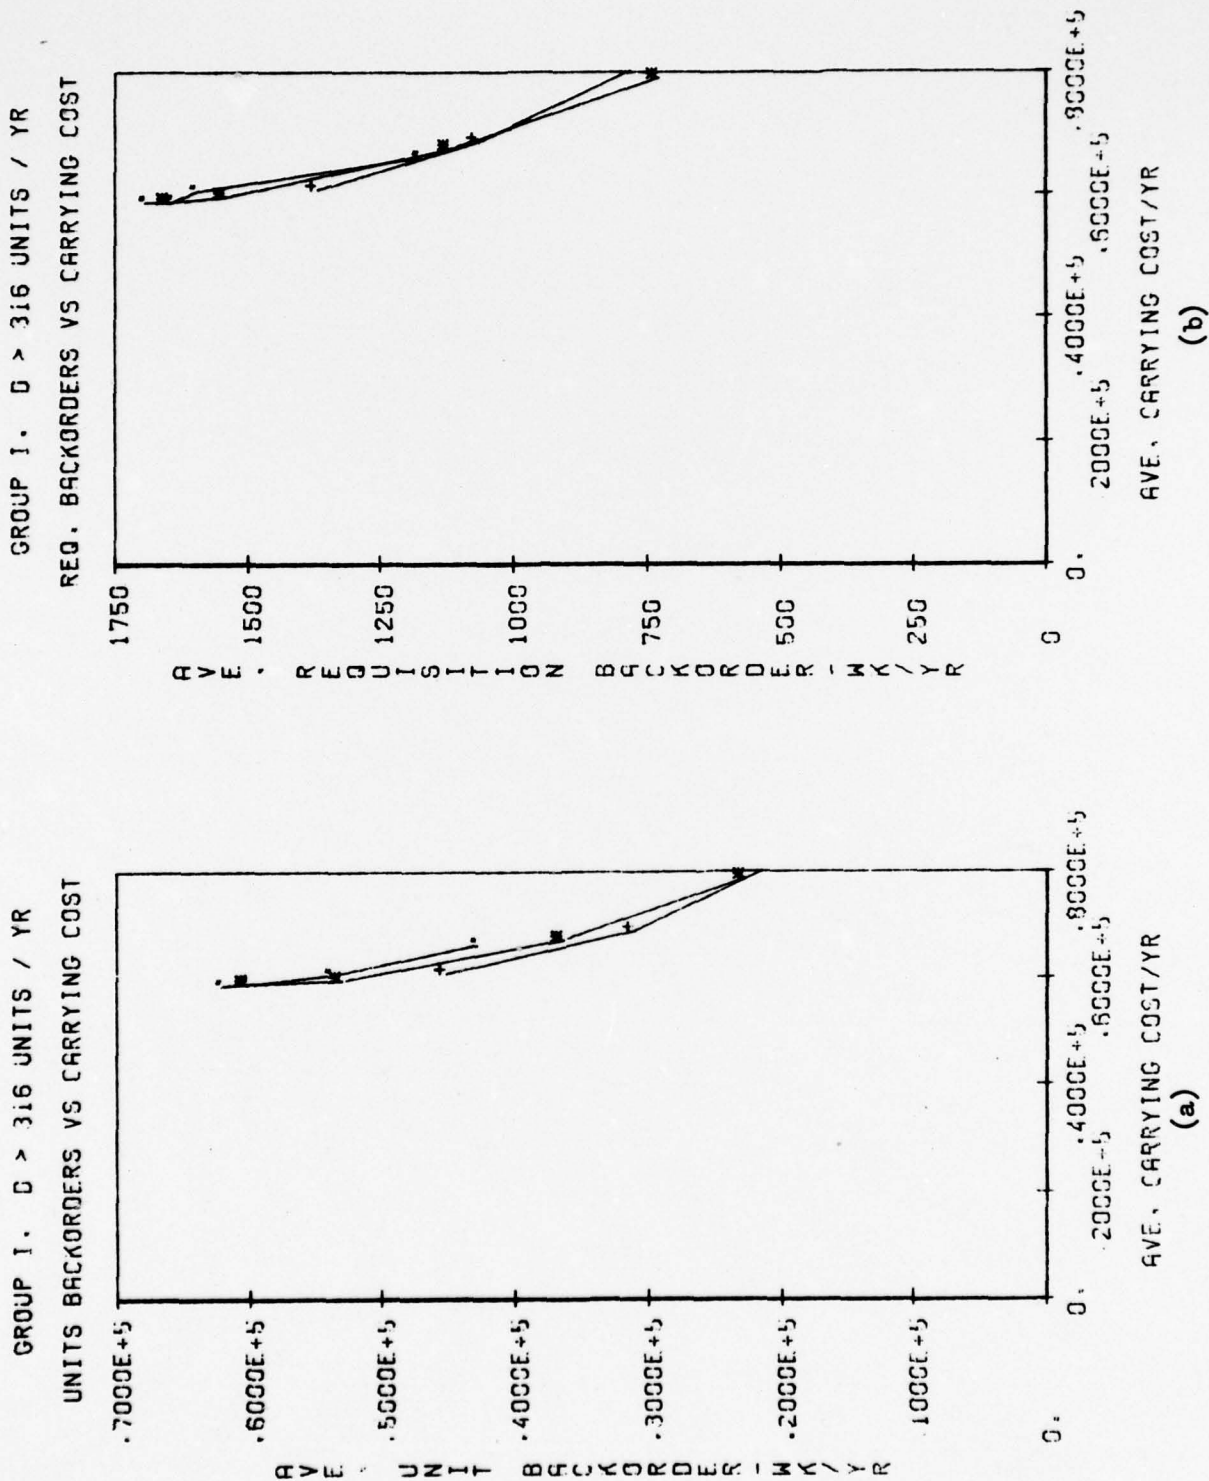 GROUP I. D > 316 UNITS / YR
UNITS BACKORDERS VS CARRYING COST
.7000E+5
.6000E+5
.5000E+5
.4000E+5
.3000E+5
.2000E+5
.1000E+5
0.
AVE. UNIT BACKORDER-WK/YR
0.
.2000E+5
.4000E+5
.6000E+5
.8000E+5
AVE. CARRYING COST/YR
(a)
GROUP I. D > 316 UNITS / YR
REQ. BACKORDERS VS CARRYING COST
1750
1500
1250
1000
750
500
250
0
AVE. REQUISITION BACKORDER-WK/YR
0.
.2000E+5
.4000E+5
.6000E+5
.8000E+5
AVE. CARRYING COST/YR
(b)